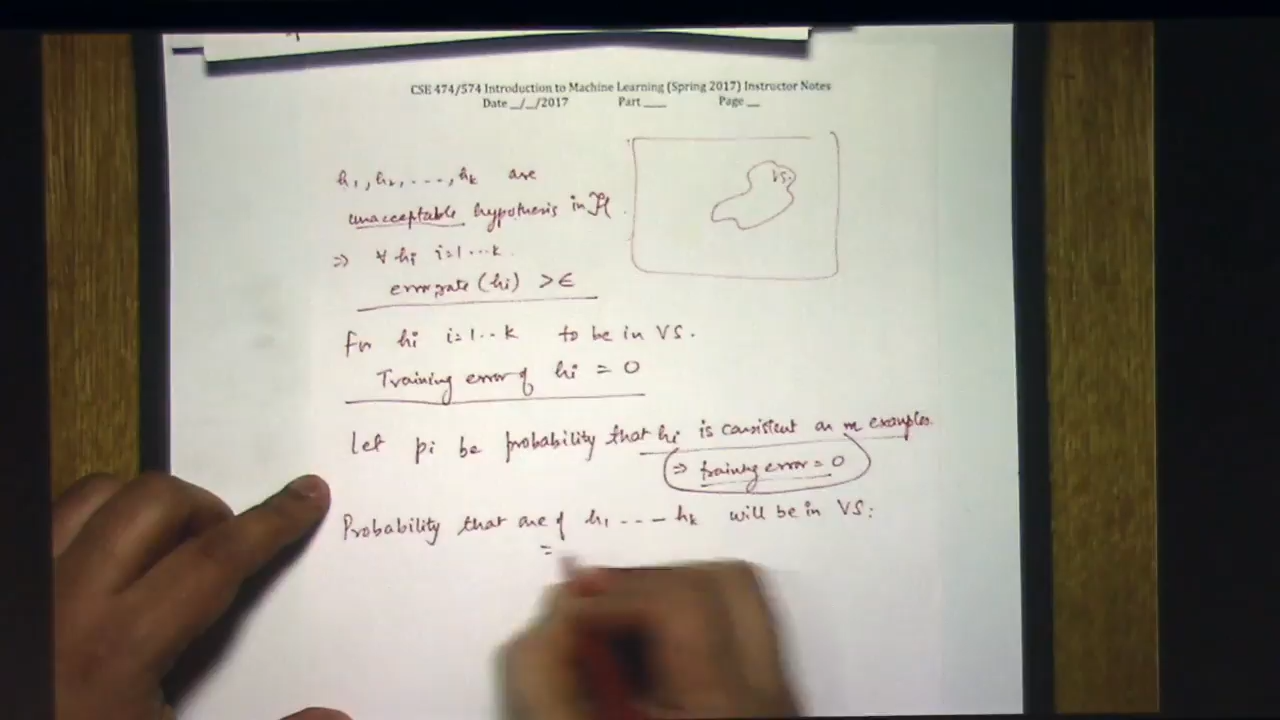 CSE 474/574 Introduction to Machine Learning (Spring 2017) Instructor Notes
Date __/__/2017 Part ____ Page __
h1, h2, ...., hk are
unacceptable hypothesis in H.
VS.
⇒ ∀ hi i=1...k.
error rate (hi) > ϵ
For hi i=1..k to be in VS.
Training error of hi = 0
Let pi be probability that hi is consistent on m examples.
⇒ training error = 0
Probability that one of h1 ---- hk will be in VS:
=